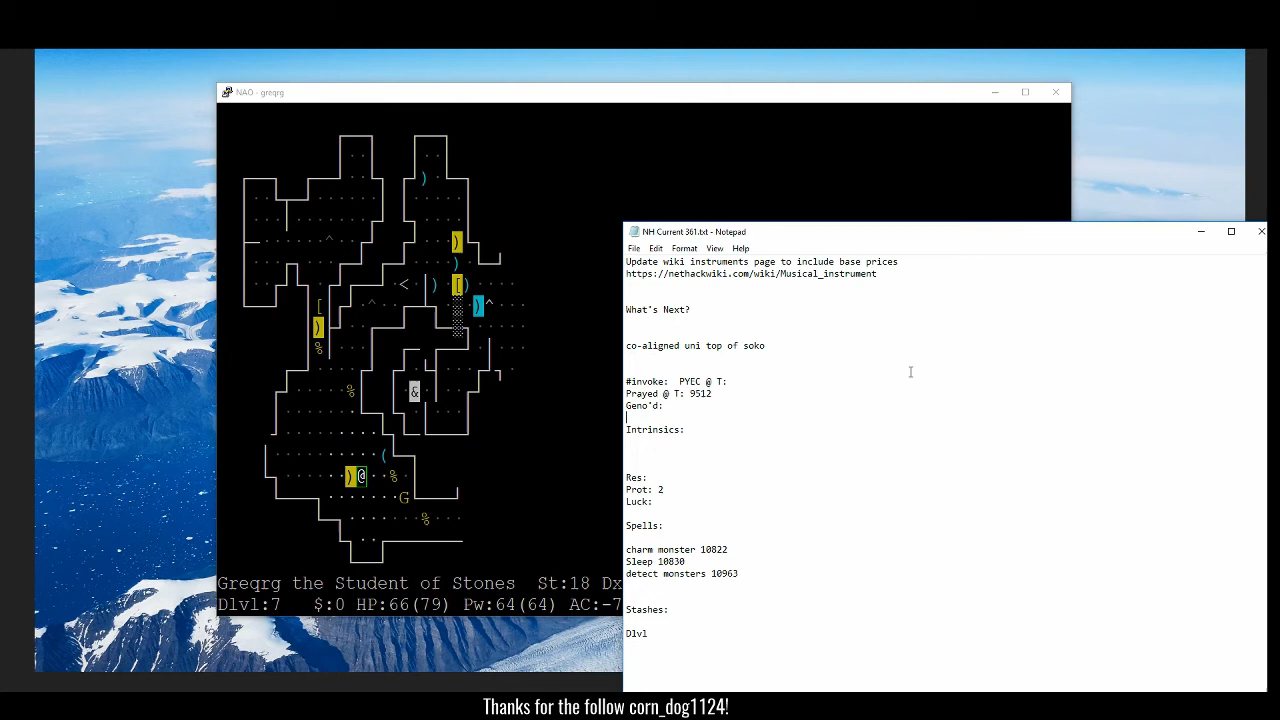 NAO - greqrg
Greqrg the Student of Stones St:18 Dx
Dlvl:7 $:0 HP:66(79) Pw:64(64) AC:-7
NH Current 361.txt - Notepad
File Edit Format View Help
Update wiki instruments page to include base prices
https://nethackwiki.com/wiki/Musical_instrument
What's Next?
co-aligned uni top of soko
#invoke: PYEC @ T:
Prayed @ T: 9512
Geno'd:
Intrinsics:
Res:
Prot: 2
Luck:
Spells:
charm monster 10822
Sleep 10830
detect monsters 10963
Stashes:
Dlvl
Thanks for the follow corn_dog1124!